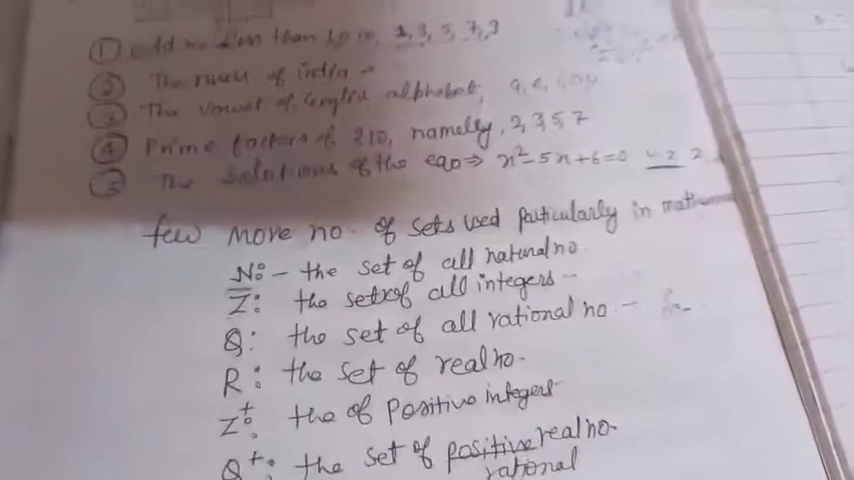 ① odd no less than 10 ie, 1, 3, 5, 7, 9
② The rivers of india
③ The vowel of english alphabet, a, e, i, o, u
④ Prime factors of 210, namelly, 2, 3, 5, 7
⑤ The Solutions of the eqn ⇒ x² - 5x + 6 = 0 2
few more no. of sets used paticularly in
N: - the set of all natural no.
Z: the set of all integers -
Q: the set of all rational no -
R: the set of real no -
Z⁺: the of Positive integers
Q⁺: the set of positive real no.
rational